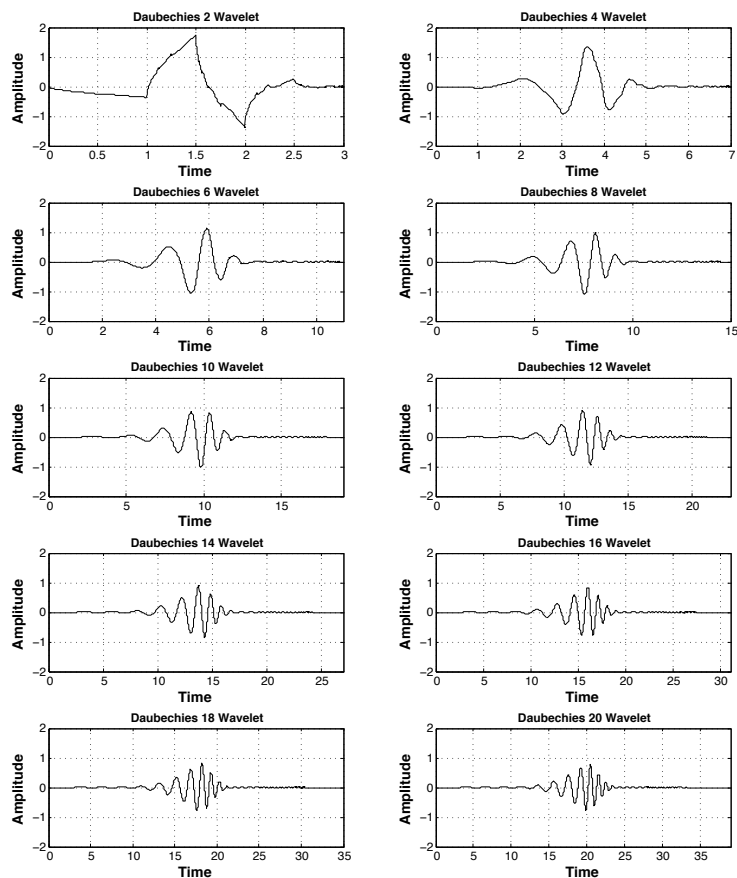 Daubechies 2 Wavelet
Amplitude
2
1
0
−1
−2
0 0.5 1 1.5 2 2.5 3
Time
Daubechies 4 Wavelet
Amplitude
2
1
0
−1
−2
0 1 2 3 4 5 6 7
Time
Daubechies 6 Wavelet
Amplitude
2
1
0
−1
−2
0 2 4 6 8 10
Time
Daubechies 8 Wavelet
Amplitude
2
1
0
−1
−2
0 5 10 15
Time
Daubechies 10 Wavelet
Amplitude
2
1
0
−1
−2
0 5 10 15
Time
Daubechies 12 Wavelet
Amplitude
2
1
0
−1
−2
0 5 10 15 20
Time
Daubechies 14 Wavelet
Amplitude
2
1
0
−1
−2
0 5 10 15 20 25
Time
Daubechies 16 Wavelet
Amplitude
2
1
0
−1
−2
0 5 10 15 20 25 30
Time
Daubechies 18 Wavelet
Amplitude
2
1
0
−1
−2
0 5 10 15 20 25 30 35
Time
Daubechies 20 Wavelet
Amplitude
2
1
0
−1
−2
0 5 10 15 20 25 30 35
Time